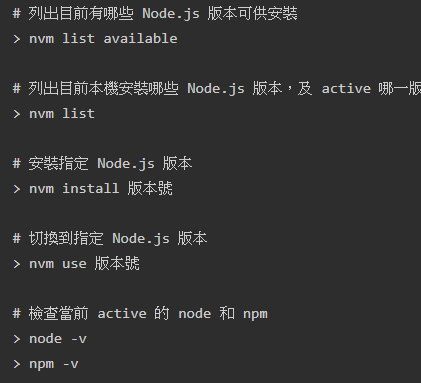 # 列出目前有哪些 Node.js 版本可供安裝
> nvm list available
# 列出目前本機安裝哪些 Node.js 版本，及 active 哪一版
> nvm list
# 安裝指定 Node.js 版本
> nvm install 版本號
# 切換到指定 Node.js 版本
> nvm use 版本號
# 檢查當前 active 的 node 和 npm
> node -v
> npm -v